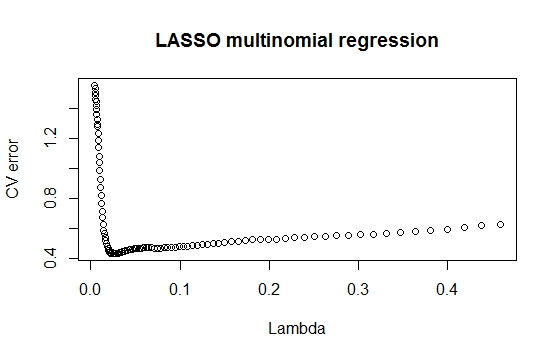 LASSO multinomial regression
CV error
1.2
0.8
0.4
0.0 0.1 0.2 0.3 0.4
Lambda